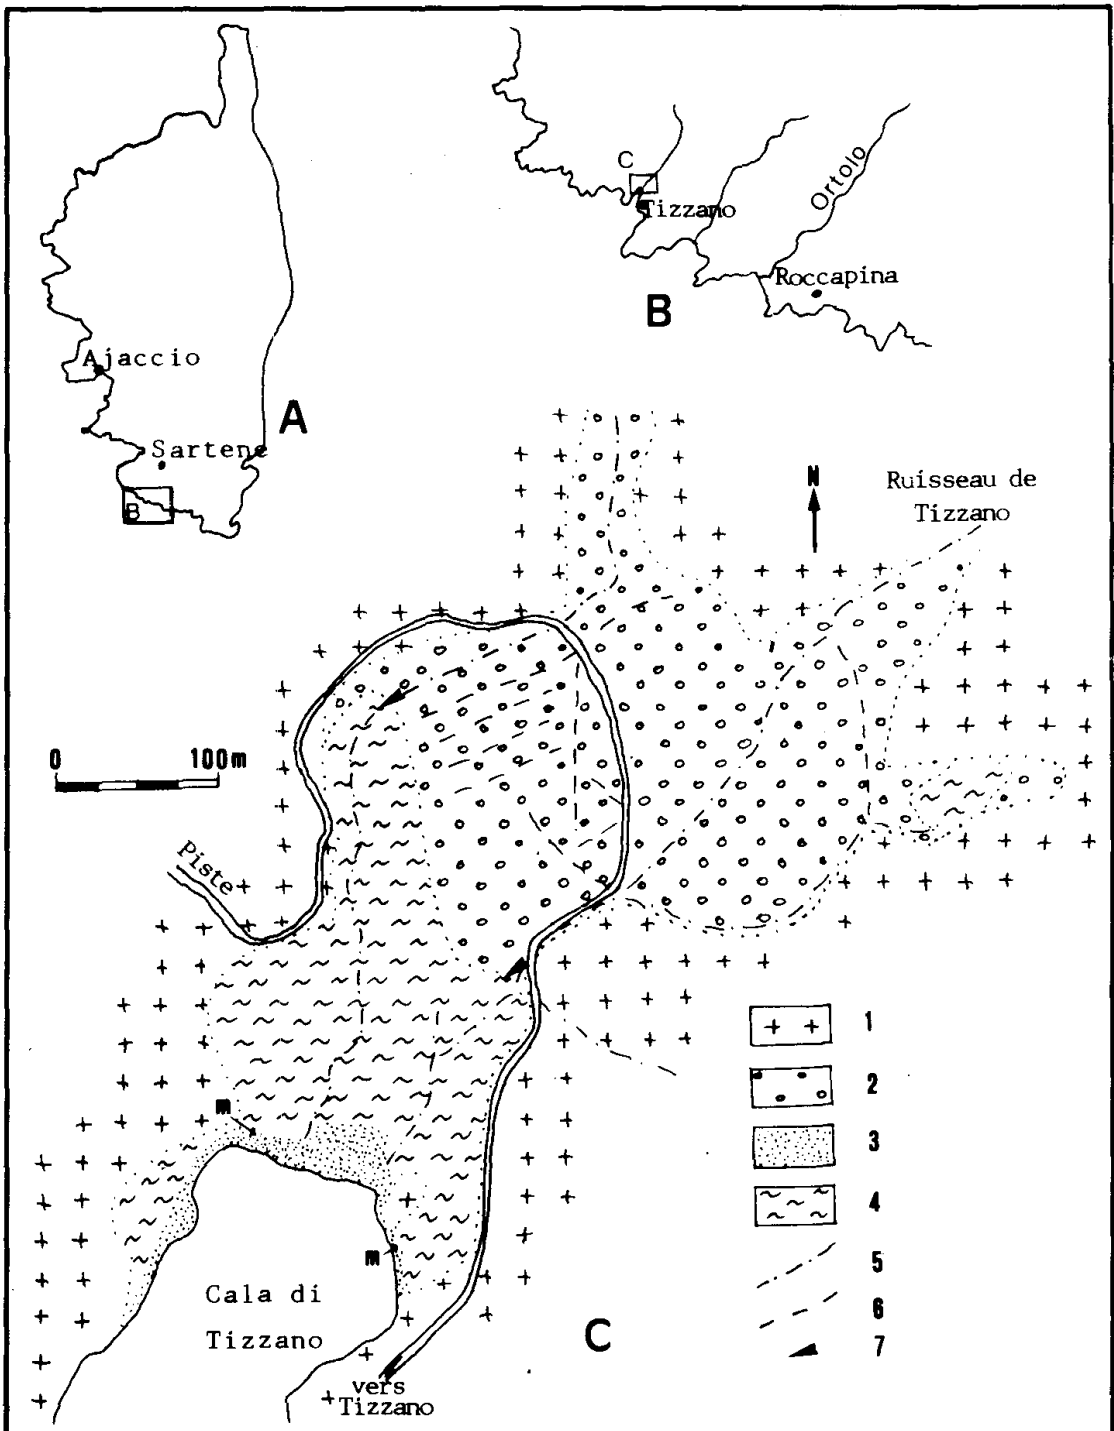 Ajaccio
Sartene
B
A
C
Tizzano
Ortolo
Roccapina
B
N
Ruisseau de
Tizzano
0 100m
Piste
m
m
Cala di
Tizzano
vers
Tizzano
C
1
2
3
4
5
6
7